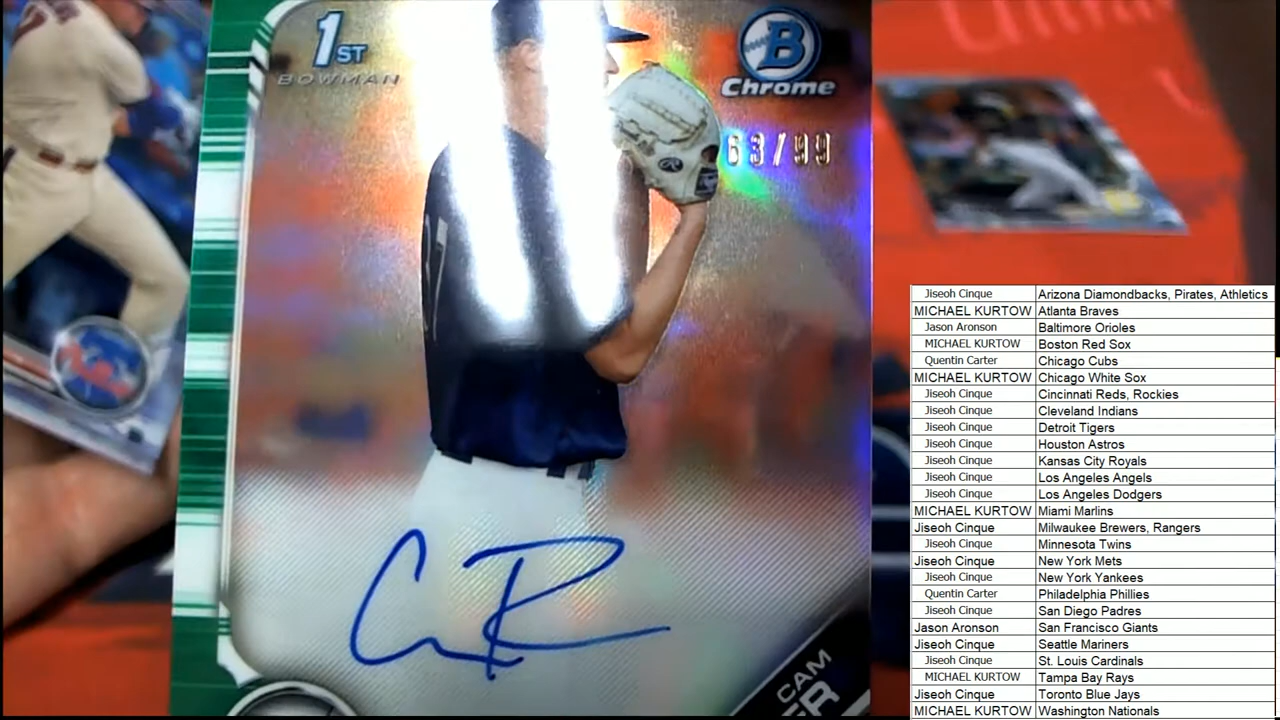 1ST
BOWMAN
B
Chrome
63/99
27
CAM
Jiseoh Cinque Arizona Diamondbacks, Pirates, Athletics
MICHAEL KURTOW Atlanta Braves
Jason Aronson Baltimore Orioles
MICHAEL KURTOW Boston Red Sox
Quentin Carter Chicago Cubs
MICHAEL KURTOW Chicago White Sox
Jiseoh Cinque Cincinnati Reds, Rockies
Jiseoh Cinque Cleveland Indians
Jiseoh Cinque Detroit Tigers
Jiseoh Cinque Houston Astros
Jiseoh Cinque Kansas City Royals
Jiseoh Cinque Los Angeles Angels
Jiseoh Cinque Los Angeles Dodgers
MICHAEL KURTOW Miami Marlins
Jiseoh Cinque Milwaukee Brewers, Rangers
Jiseoh Cinque Minnesota Twins
Jiseoh Cinque New York Mets
Jiseoh Cinque New York Yankees
Quentin Carter Philadelphia Phillies
Jiseoh Cinque San Diego Padres
Jason Aronson San Francisco Giants
Jiseoh Cinque Seattle Mariners
Jiseoh Cinque St. Louis Cardinals
MICHAEL KURTOW Tampa Bay Rays
Jiseoh Cinque Toronto Blue Jays
MICHAEL KURTOW Washington Nationals